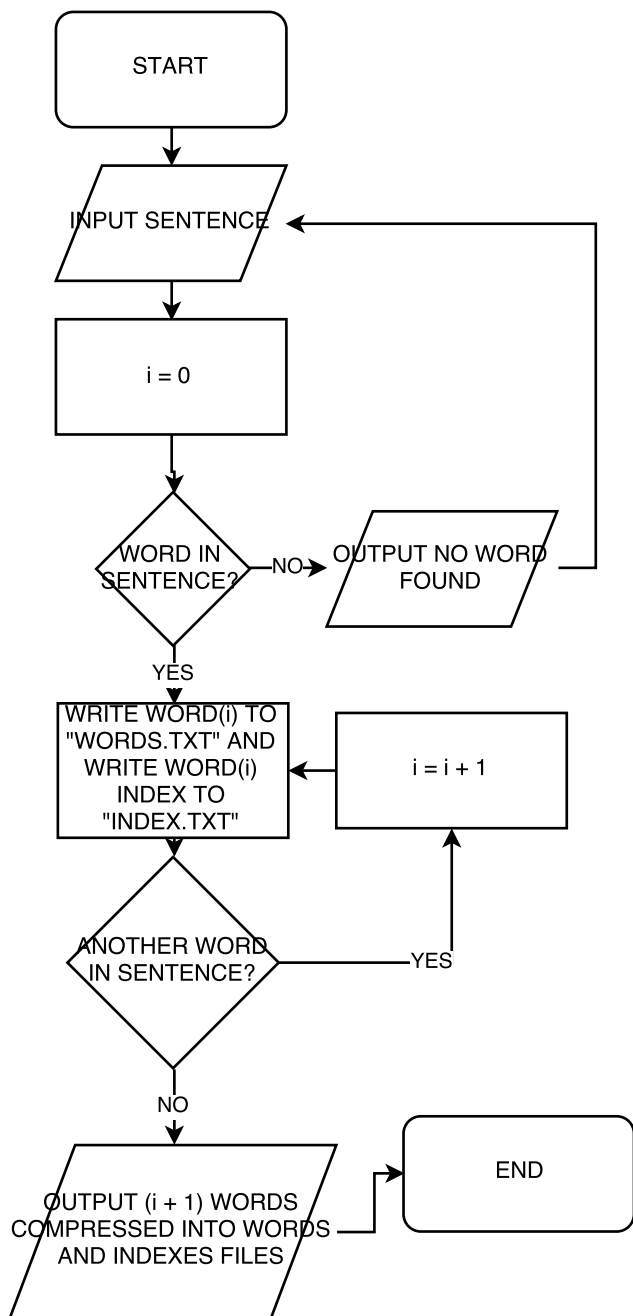 START
INPUT SENTENCE
i = 0
WORD IN
SENTENCE?
NO
OUTPUT NO WORD
FOUND
YES
WRITE WORD(i) TO
"WORDS.TXT" AND
WRITE WORD(i)
INDEX TO
"INDEX.TXT"
i = i + 1
ANOTHER WORD
IN SENTENCE?
YES
NO
OUTPUT (i + 1) WORDS
COMPRESSED INTO WORDS
AND INDEXES FILES
END